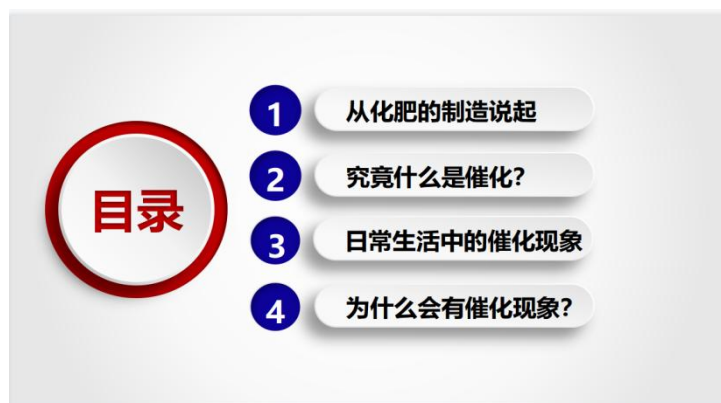 目录
1 从化肥的制造说起
2 究竟什么是催化?
3 日常生活中的催化现象
4 为什么会有催化现象?